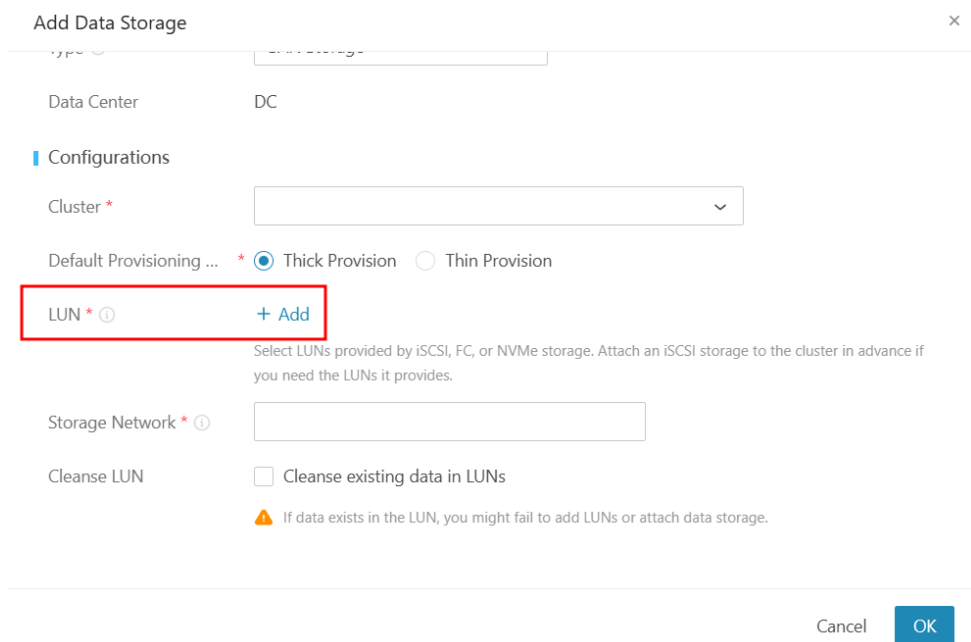 Add Data Storage
Data Center DC
Configurations
Cluster *
Default Provisioning ... * Thick Provision Thin Provision
LUN * + Add
Select LUNs provided by iSCSI, FC, or NVMe storage. Attach an iSCSI storage to the cluster in advance if
you need the LUNs it provides.
Storage Network *
Cleanse LUN Cleanse existing data in LUNs
If data exists in the LUN, you might fail to add LUNs or attach data storage.
Cancel OK